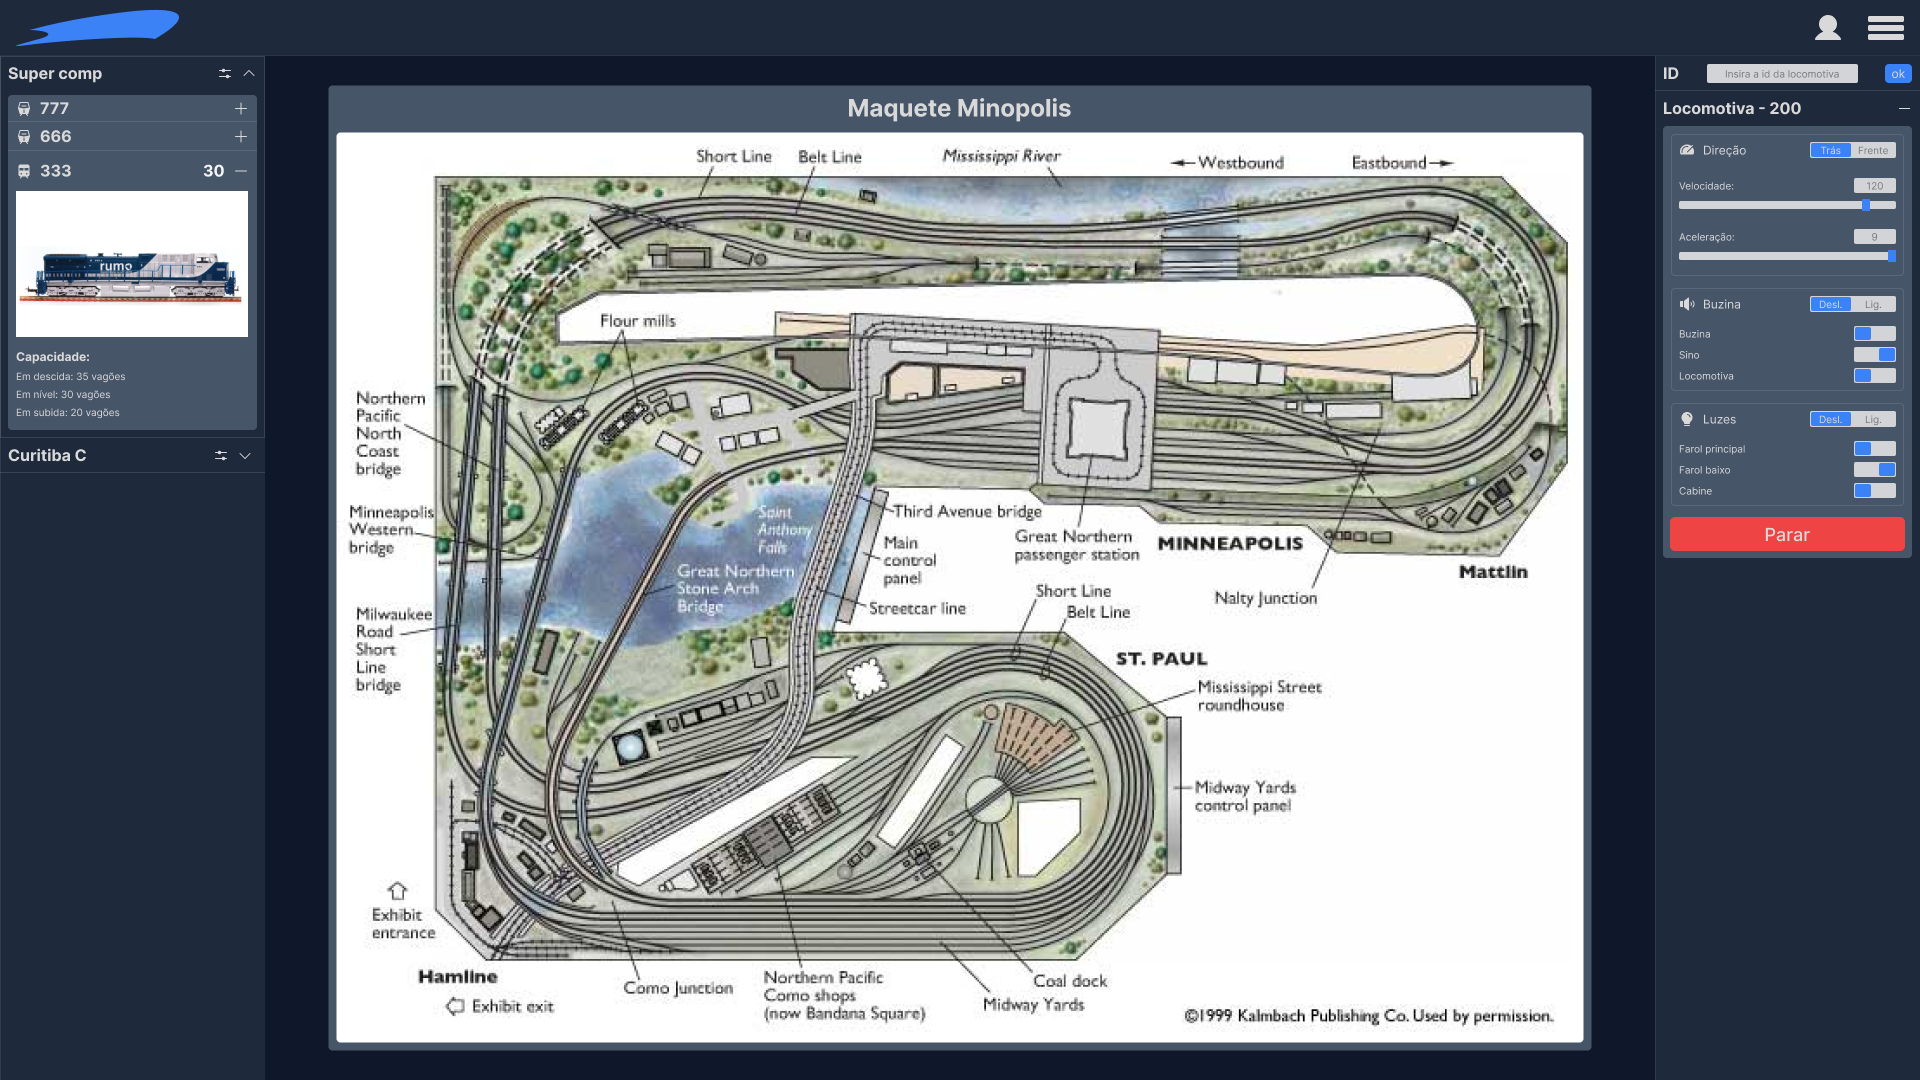 Super comp
777
666
333 30
rumo
Capacidade:
Em descida: 35 vagões
Em nível: 30 vagões
Em subida: 20 vagões
Curitiba C
Maquete Minopolis
Short Line
Belt Line
Mississippi River
Westbound
Eastbound
Flour mills
Northern
Pacific
North
Coast
bridge
Minneapolis
Western
bridge
Saint
Anthony
Falls
Third Avenue bridge
Main
control
panel
Great Northern
passenger station
MINNEAPOLIS
Mattlin
Great Northern
Stone Arch
Bridge
Streetcar line
Nalty Junction
Milwaukee
Road
Short
Line
bridge
Short Line
Belt Line
ST. PAUL
Mississippi Street
roundhouse
Midway Yards
control panel
Exhibit
entrance
Hamline
Exhibit exit
Como Junction
Northern Pacific
Como shops
(now Bandana Square)
Coal dock
Midway Yards
©1999 Kalmbach Publishing Co. Used by permission.
ID Insira a id da locomotiva ok
Locomotiva - 200
Direção Trás Frente
Velocidade: 120
Aceleração: 9
Buzina Desl. Lig.
Buzina
Sino
Locomotiva
Luzes Desl. Lig.
Farol principal
Farol baixo
Cabine
Parar